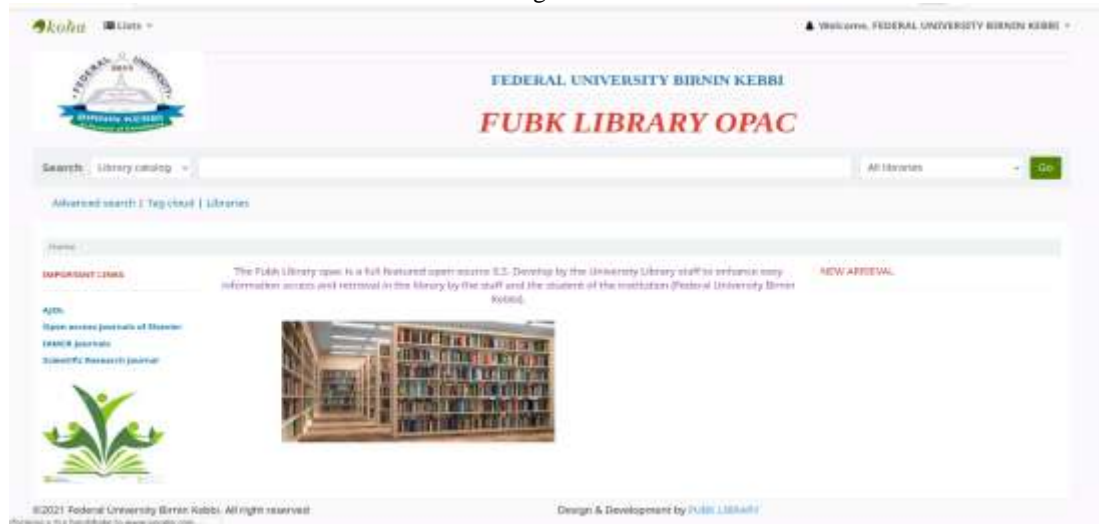 koha Lists
Welcome, FEDERAL UNIVERSITY BIRNIN KEBBI
FEDERAL UNIVERSITY BIRNIN KEBBI
FUBK LIBRARY OPAC
Search Library catalog All libraries Go
Advanced search | Tag cloud | Libraries
Home
IMPORTANT LINKS
The Fubk Library opac is a full featured open source ILS. Develop by the University Library staff to enhance easy
information access and retrieval in the library by the staff and the student of the institution (Federal University Birnin
Kebbi).
NEW ARRIEVAL
AJOL
Open access journals of Elsevier
Scientific Research Journal
©2021 Federal University Birnin Kebbi. All right reserved
Design & Development by FUBK LIBRARY